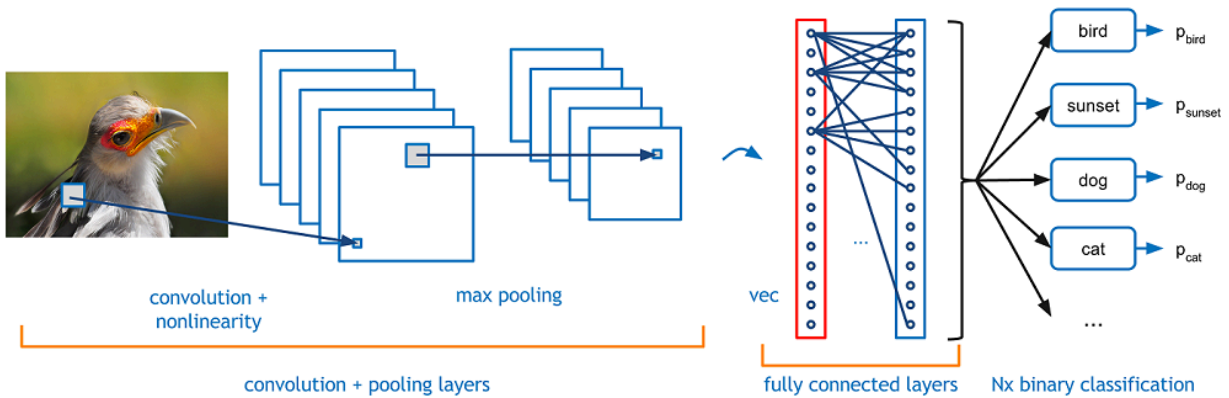 bird
p_bird
sunset
p_sunset
dog
p_dog
cat
p_cat
...
...
convolution +
nonlinearity
max pooling
vec
convolution + pooling layers
fully connected layers
Nx binary classification